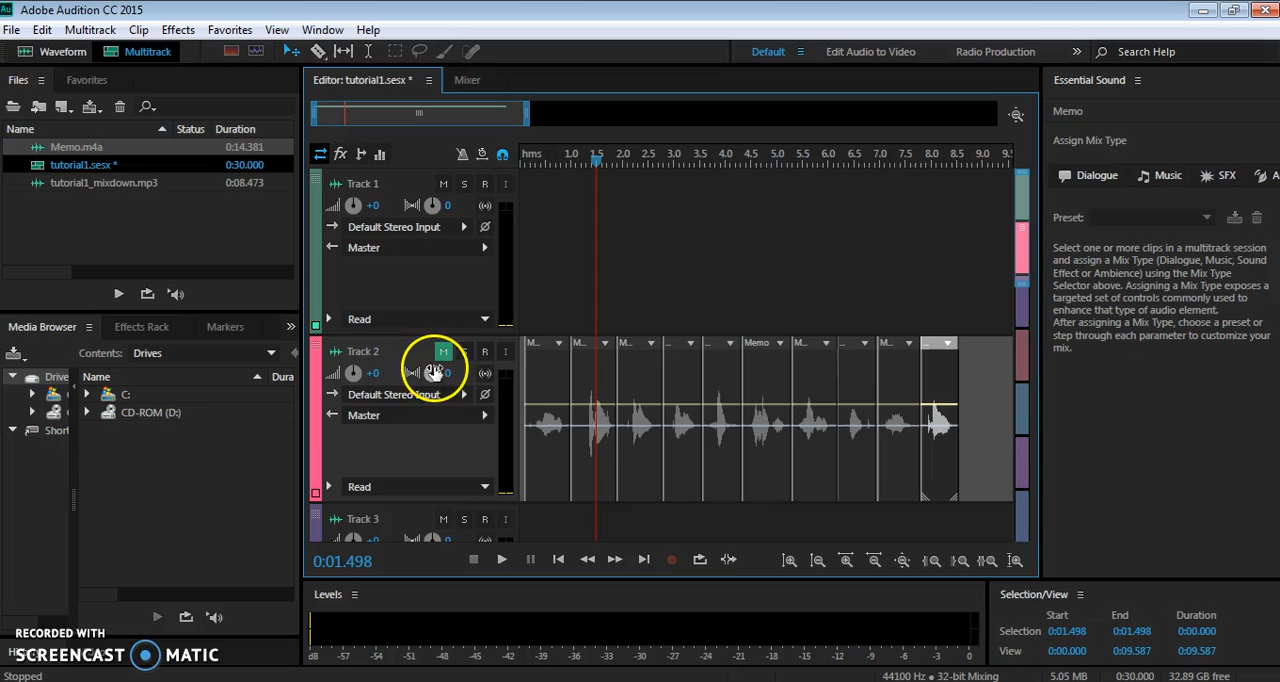 Au Adobe Audition CC 2015
File Edit Multitrack Clip Effects Favorites View Window Help
Waveform Multitrack Default Edit Audio to Video Radio Production » Search Help
Files Favorites Editor: tutorial1.sesx * Mixer Essential Sound
Memo
Name Status Duration
Assign Mix Type
Memo.m4a 0:14.381
tutorial1.sesx * 0:30.000
tutorial1_mixdown.mp3 0:08.473
hms 1.0 1.5 2.0 2.5 3.0 3.5 4.0 4.5 5.0 5.5 6.0 6.5 7.0 7.5 8.0 8.5 9.0
Dialogue Music SFX A
Track 1 M S R I
+0 0
Default Stereo Input
Master
Preset:
Select one or more clips in a multitrack session
and assign a Mix Type (Dialogue, Music, Sound
Effect or Ambience) using the Mix Type
Selector above. Assigning a Mix Type exposes a
targeted set of controls commonly used to
enhance that type of audio element.
After assigning a Mix Type, choose a preset or
step through each parameter to customize your
mix.
Read
Media Browser Effects Rack Markers »
Contents: Drives
Name Dura
Drive
C:
CD-ROM (D:)
Short
Track 2 M S R I
+0 0
Default Stereo Input
Master
Read
M... M... M... ... ... Memo M... ... M... ...
Track 3 M S R I
+0 0
0:01.498
Levels
dB -57 -54 -51 -48 -45 -42 -39 -36 -33 -30 -27 -24 -21 -18 -15 -12 -9 -6 -3 0
Selection/View
Start End Duration
Selection 0:01.498 0:01.498 0:00.000
View 0:00.000 0:09.587 0:09.587
RECORDED WITH
SCREENCAST MATIC
Stopped 44100 Hz ● 32-bit Mixing 5.05 MB 0:30.000 32.89 GB free